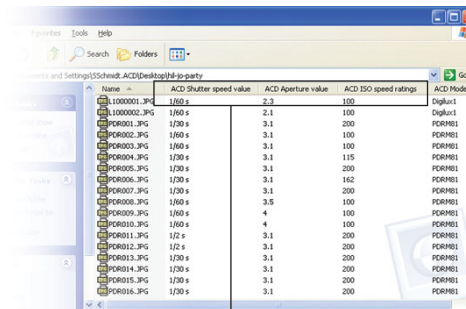 Favorites Tools Help
Search Folders
and Settings\SSchmidt.ACD\Desktop\hil-jo-party Go
Name ACD Shutter speed value ACD Aperture value ACD ISO speed ratings ACD Mode
L1000001.JPG 1/60 s 2.3 100 Digilux1
L1000002.JPG 1/60 s 2.1 100 Digilux1
PDR001.JPG 1/30 s 3.1 200 PDRM81
PDR002.JPG 1/60 s 3.1 100 PDRM81
PDR003.JPG 1/60 s 3.1 100 PDRM81
PDR004.JPG 1/30 s 3.1 115 PDRM81
PDR005.JPG 1/30 s 3.1 200 PDRM81
PDR006.JPG 1/30 s 3.1 162 PDRM81
PDR007.JPG 1/30 s 3.1 200 PDRM81
PDR008.JPG 1/60 s 3.5 100 PDRM81
PDR009.JPG 1/60 s 4 100 PDRM81
PDR010.JPG 1/60 s 4 100 PDRM81
PDR011.JPG 1/2 s 3.1 200 PDRM81
PDR012.JPG 1/2 s 3.1 200 PDRM81
PDR013.JPG 1/30 s 3.1 200 PDRM81
PDR014.JPG 1/30 s 3.1 200 PDRM81
PDR015.JPG 1/30 s 3.1 200 PDRM81
PDR016.JPG 1/30 s 3.1 200 PDRM81